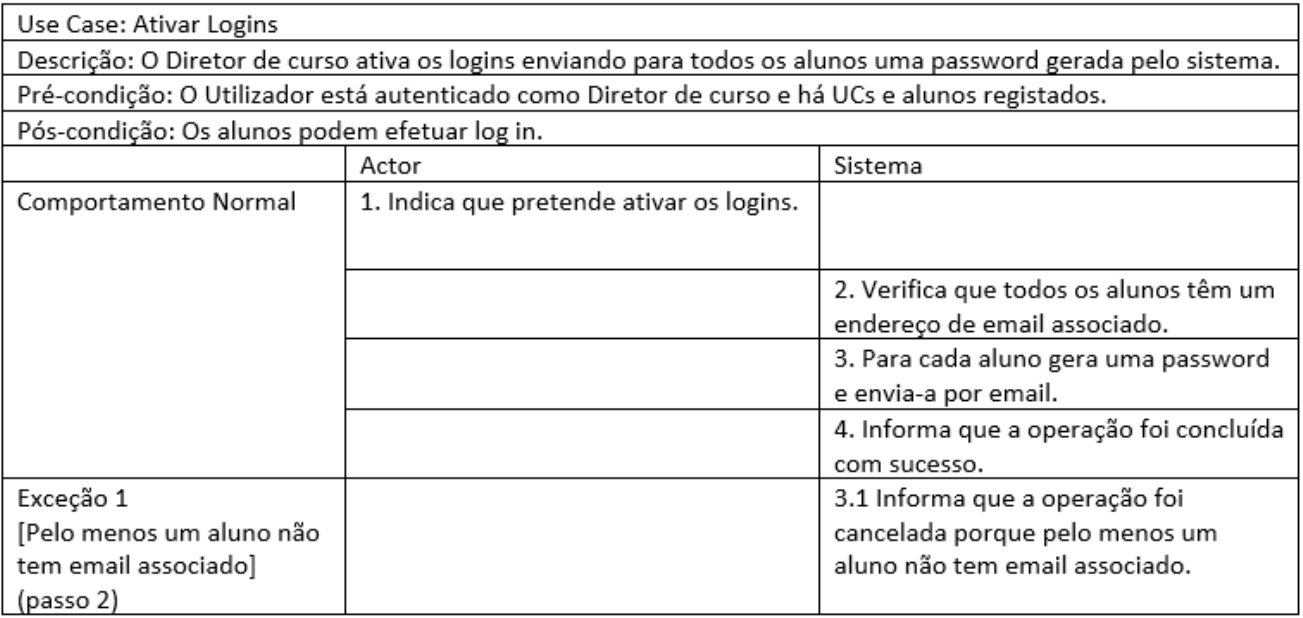 Use Case: Ativar Logins
Descrição: O Diretor de curso ativa os logins enviando para todos os alunos uma password gerada pelo sistema.
Pré-condição: O Utilizador está autenticado como Diretor de curso e há UCs e alunos registados.
Pós-condição: Os alunos podem efetuar log in.
Actor
Sistema
Comportamento Normal
1. Indica que pretende ativar os logins.
2. Verifica que todos os alunos têm um
endereço de email associado.
3. Para cada aluno gera uma password
e envia-a por email.
4. Informa que a operação foi concluída
com sucesso.
Exceção 1
[Pelo menos um aluno não
tem email associado]
(passo 2)
3.1 Informa que a operação foi
cancelada porque pelo menos um
aluno não tem email associado.